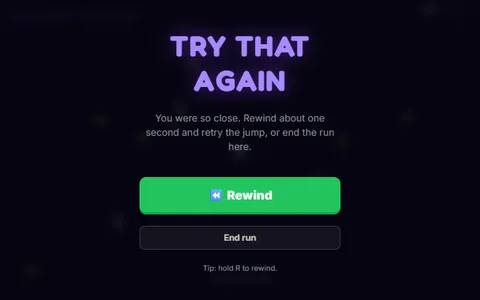 TRY THAT
AGAIN
You were so close. Rewind about one
second and retry the jump, or end the run
here.
⏪ Rewind
End run
Tip: hold R to rewind.